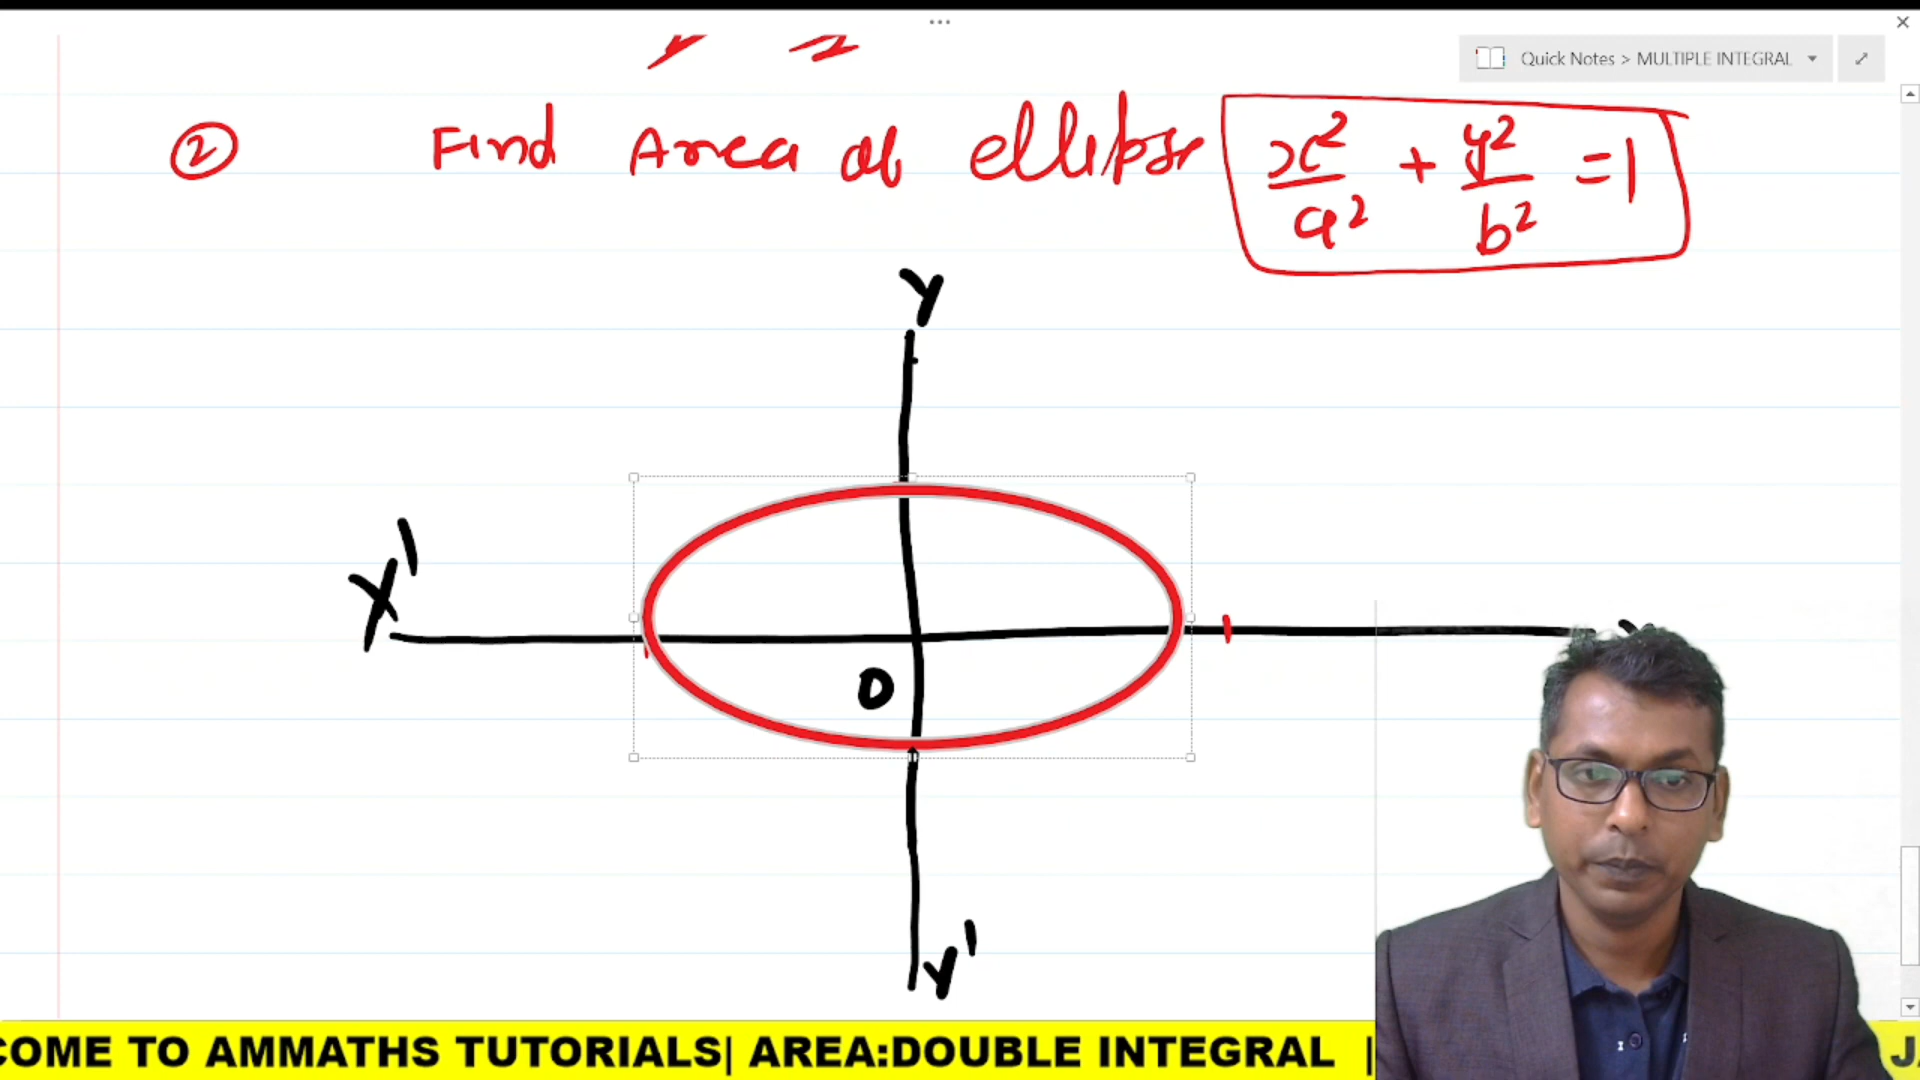 Quick Notes > MULTIPLE INTEGRAL
② Find Area of ellipse x²/a² + y²/b² = 1
Y
X'
O
Y'
COME TO AMMATHS TUTORIALS| AREA:DOUBLE INTEGRAL |